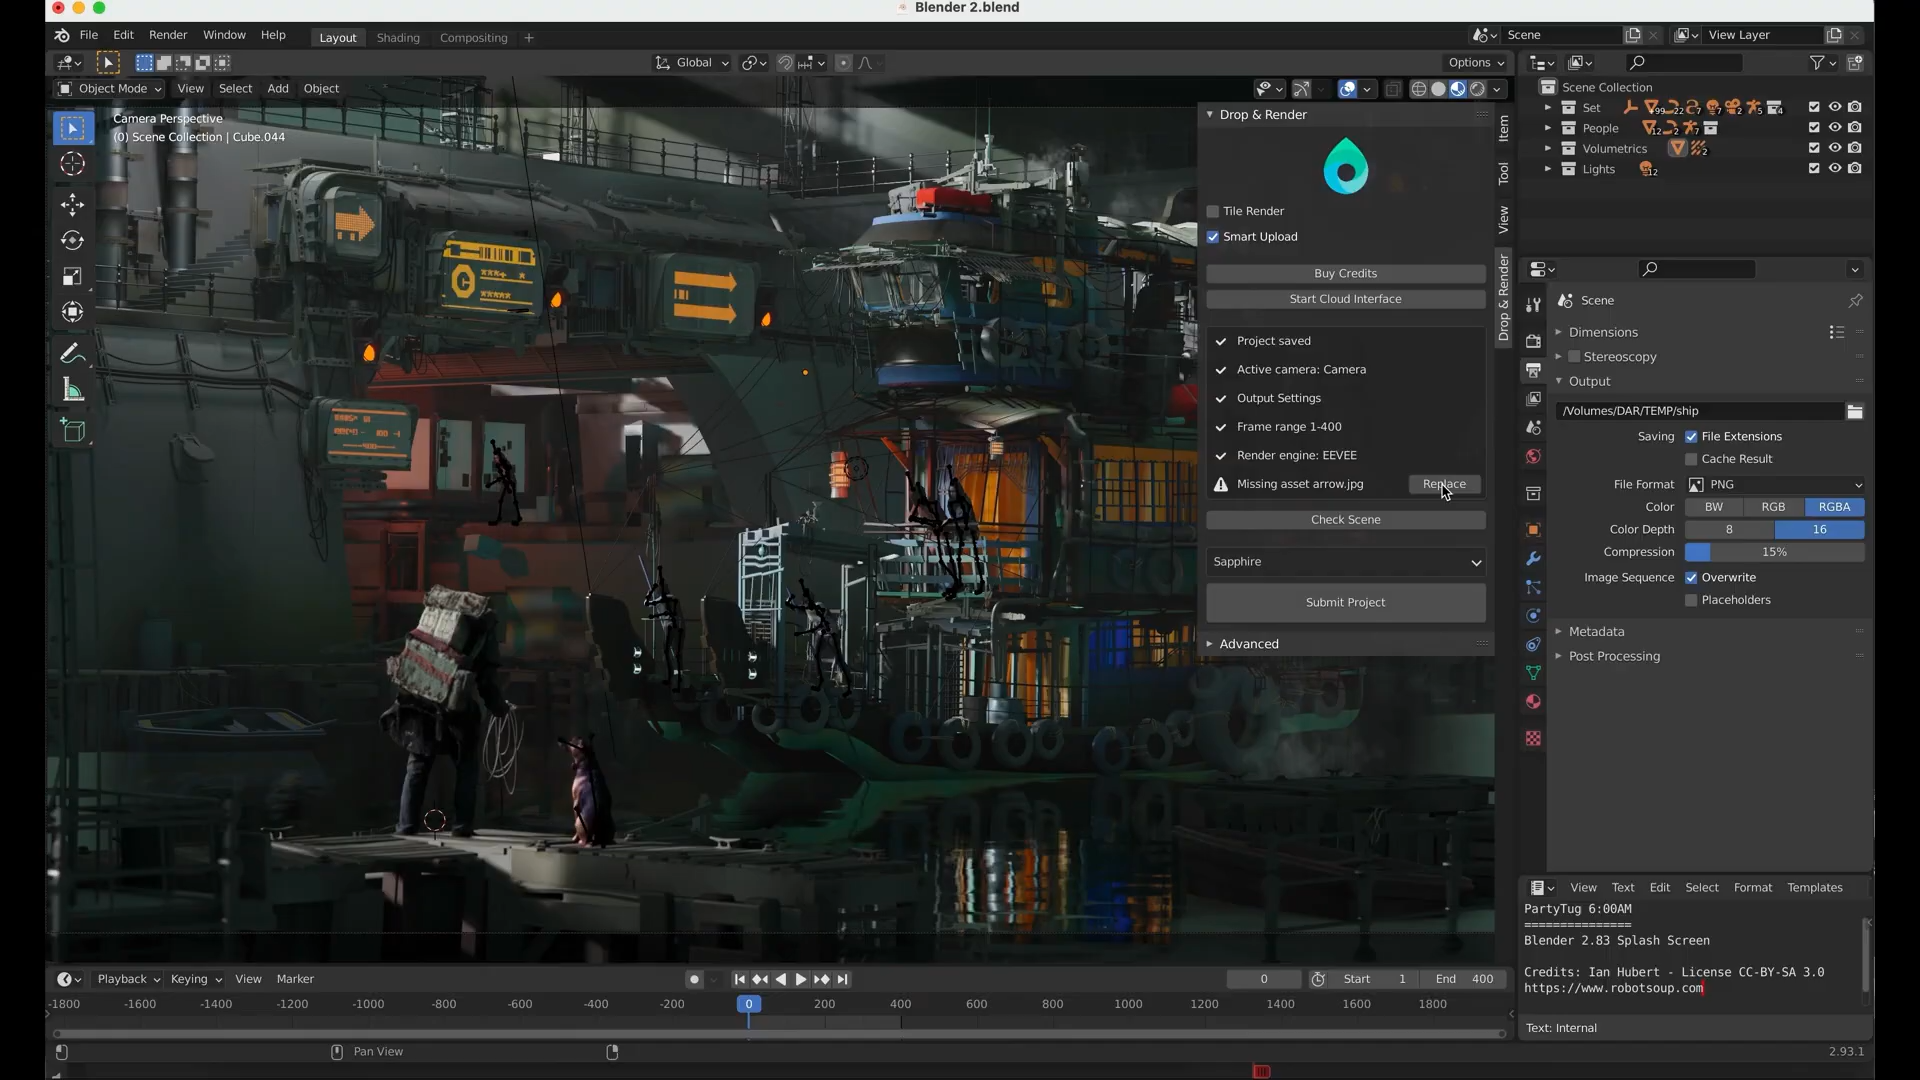 Blender 2.blend
File Edit Render Window Help Layout Shading Compositing + Scene View Layer
Global Options
Object Mode View Select Add Object
Camera Perspective
(0) Scene Collection | Cube.044
Drop & Render
Tile Render
Smart Upload
Buy Credits
Start Cloud Interface
Project saved
Active camera: Camera
Output Settings
Frame range 1-400
Render engine: EEVEE
Missing asset arrow.jpg Replace
Check Scene
Sapphire
Submit Project
Advanced
Item
Tool
View
Drop & Render
Scene Collection
Set
People
Volumetrics
Lights
Scene
Dimensions
Stereoscopy
Output
/Volumes/DAR/TEMP/ship
Saving File Extensions
Cache Result
File Format PNG
Color BW RGB RGBA
Color Depth 8 16
Compression 15%
Image Sequence Overwrite
Placeholders
Metadata
Post Processing
View Text Edit Select Format Templates
PartyTug 6:00AM
===============
Blender 2.83 Splash Screen
Credits: Ian Hubert - License CC-BY-SA 3.0
https://www.robotsoup.com
Text: Internal
Playback Keying View Marker 0 Start 1 End 400
-1800 -1600 -1400 -1200 -1000 -800 -600 -400 -200 0 200 400 600 800 1000 1200 1400 1600 1800
Pan View 2.93.1